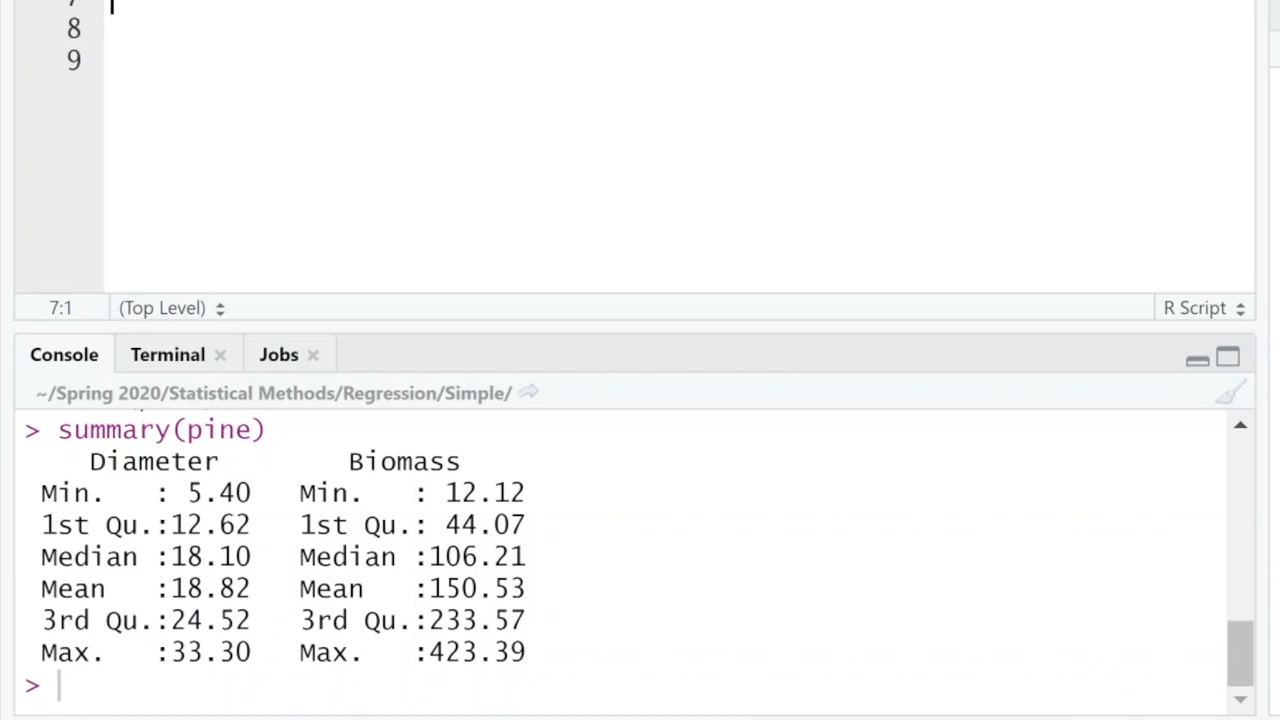 7
8
9
7:1 (Top Level) R Script
Console Terminal Jobs
~/Spring 2020/Statistical Methods/Regression/Simple/
> summary(pine)
Diameter Biomass
Min. : 5.40 Min. : 12.12
1st Qu.:12.62 1st Qu.: 44.07
Median :18.10 Median :106.21
Mean :18.82 Mean :150.53
3rd Qu.:24.52 3rd Qu.:233.57
Max. :33.30 Max. :423.39
>